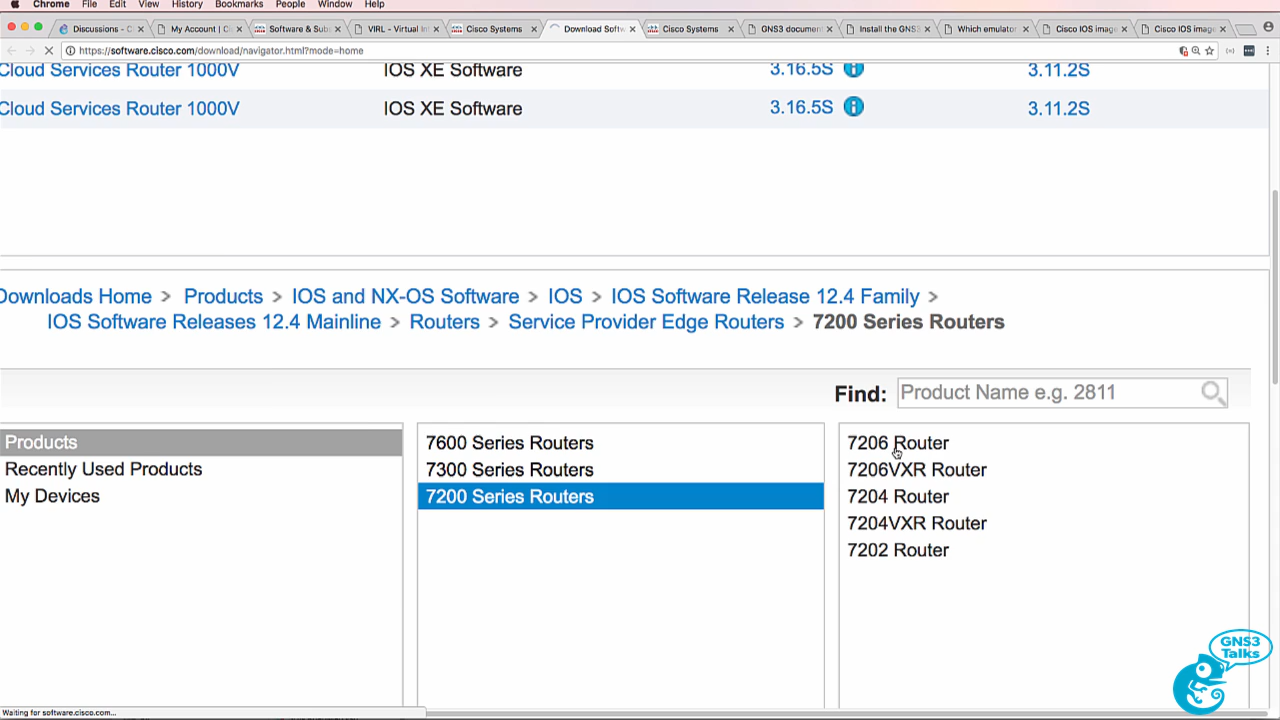 Chrome File Edit View History Bookmarks People Window Help
Discussions - C × My Account | Ci × Software & Sub × VIRL - Virtual In × Cisco Systems × Download Softw × Cisco Systems × GNS3 document × Install the GNS3 × Which emulator × Cisco IOS image × Cisco IOS image ×
https://software.cisco.com/download/navigator.html?mode=home
Cloud Services Router 1000V IOS XE Software 3.16.5S 3.11.2S
Cloud Services Router 1000V IOS XE Software 3.16.5S 3.11.2S
Downloads Home > Products > IOS and NX-OS Software > IOS > IOS Software Release 12.4 Family >
IOS Software Releases 12.4 Mainline > Routers > Service Provider Edge Routers > 7200 Series Routers
Find: Product Name e.g. 2811
Products 7600 Series Routers 7206 Router
Recently Used Products 7300 Series Routers 7206VXR Router
My Devices 7200 Series Routers 7204 Router
7204VXR Router
7202 Router
GNS3
Talks
Waiting for software.cisco.com...